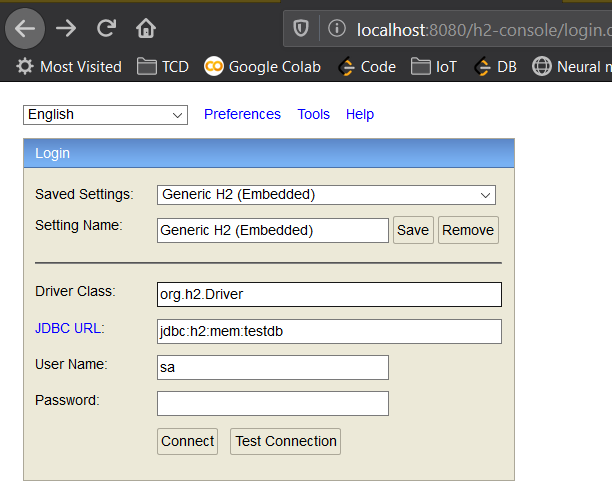 localhost:8080/h2-console/login.
Most Visited TCD Google Colab Code IoT DB Neural
English Preferences Tools Help
Login
Saved Settings: Generic H2 (Embedded)
Setting Name: Generic H2 (Embedded) Save Remove
Driver Class: org.h2.Driver
JDBC URL: jdbc:h2:mem:testdb
User Name: sa
Password:
Connect Test Connection